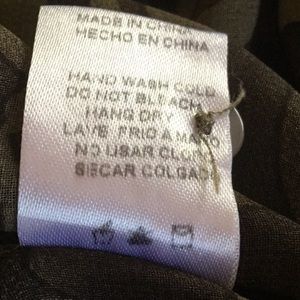 MADE IN CHINA
HECHO EN CHINA
HAND WASH COLD
DO NOT BLEACH
HANG DRY
LAVE FRIO A MANO
NO USAR CLORO
SECAR COLGADO